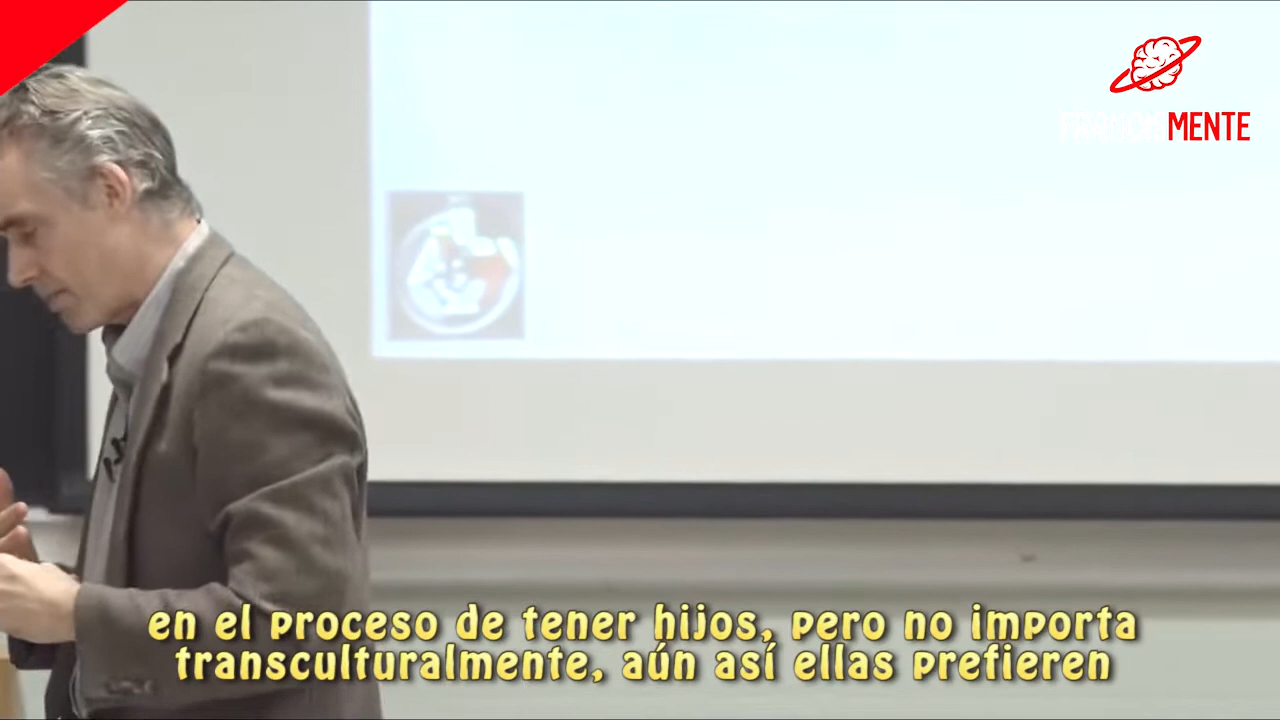 MENTE
en el proceso de tener hijos, pero no importa
transculturalmente, aún así ellas prefieren